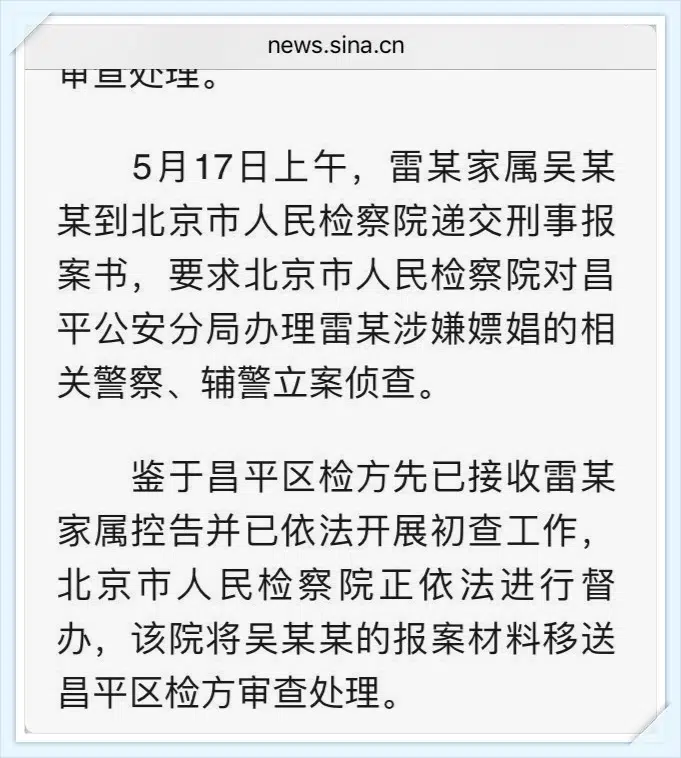 news.sina.cn
审查处理。
5月17日上午，雷某家属吴某
某到北京市人民检察院递交刑事报
案书，要求北京市人民检察院对昌
平公安分局办理雷某涉嫌嫖娼的相
关警察、辅警立案侦查。
鉴于昌平区检方先已接收雷某
家属控告并已依法开展初查工作，
北京市人民检察院正依法进行督
办，该院将吴某某的报案材料移送
昌平区检方审查处理。